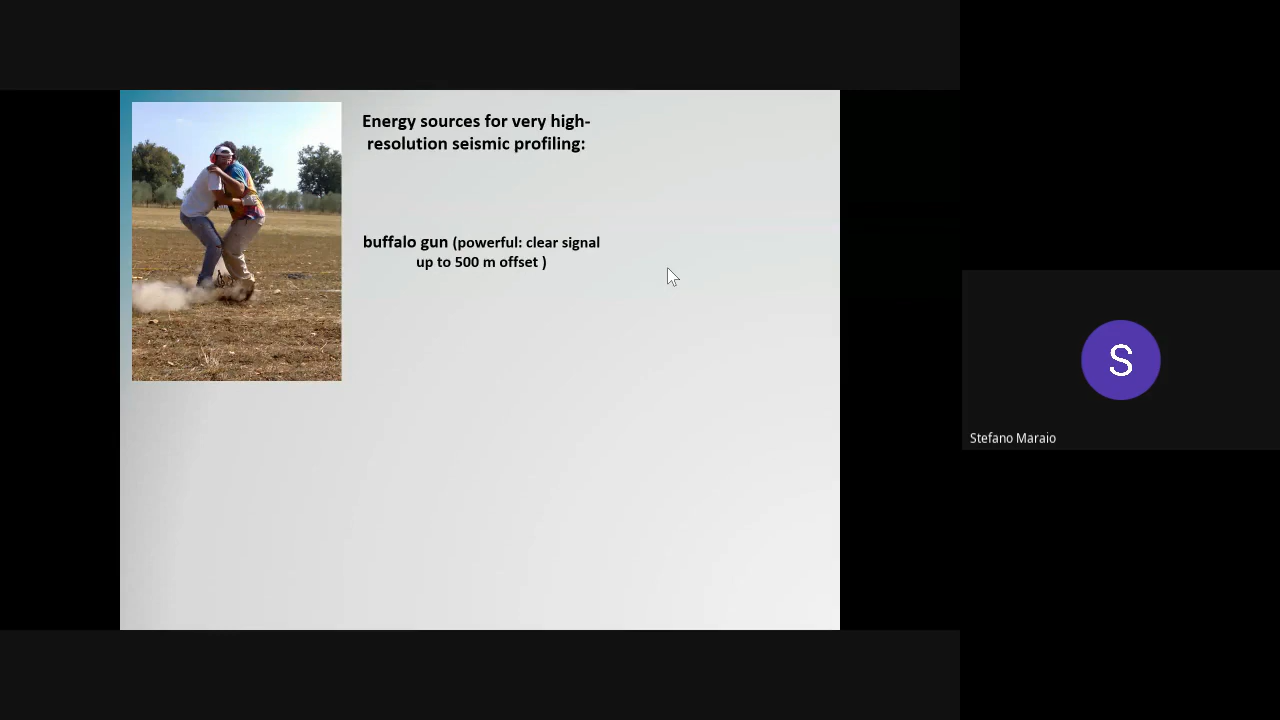 Energy sources for very high-
resolution seismic profiling:
buffalo gun (powerful: clear signal
up to 500 m offset )
S
Stefano Maraio